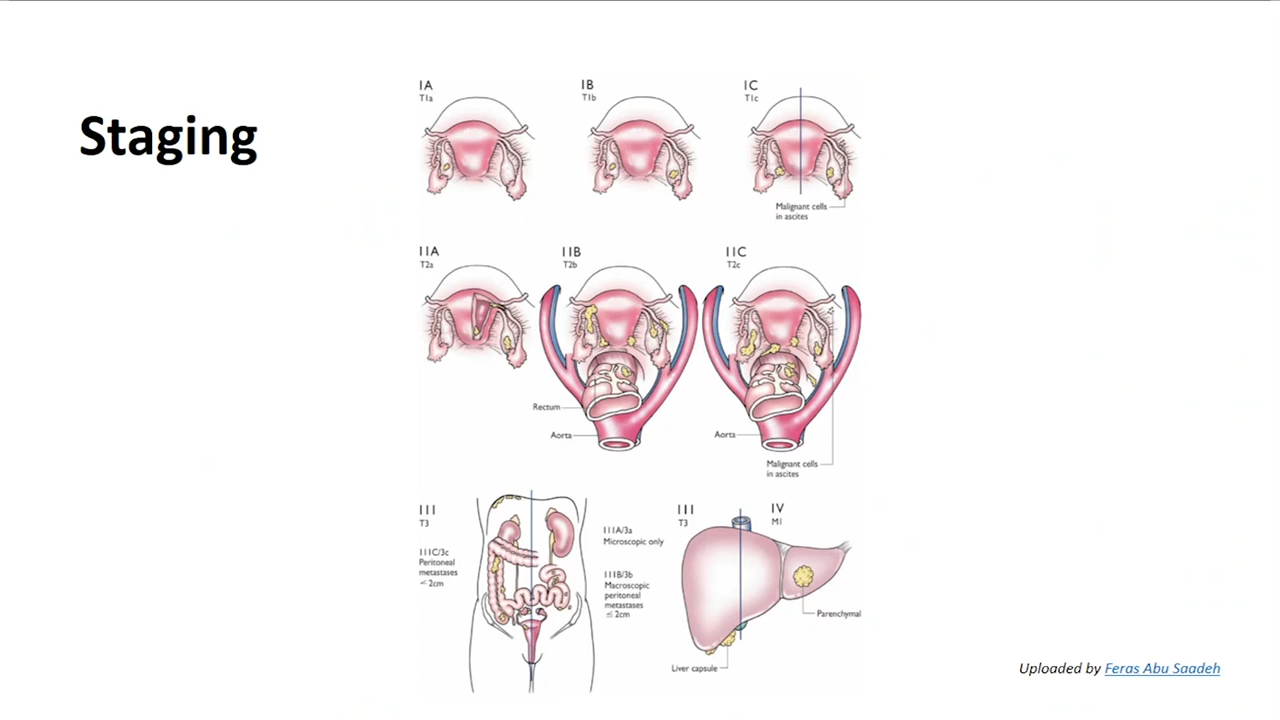 Staging
IA
T1a
IB
T1b
IC
T1c
Malignant cells
in ascites
IIA
T2a
IIB
T2b
IIC
T2c
Rectum
Aorta
Aorta
Malignant cells
in ascites
III
T3
IIIC/3c
Peritoneal
metastases
≤ 2cm
IIIA/3a
Microscopic only
IIIB/3b
Macroscopic
peritoneal
metastases
≤ 2cm
III
T3
IV
M1
Parenchymal
Liver capsule
Uploaded by Feras Abu Saadeh